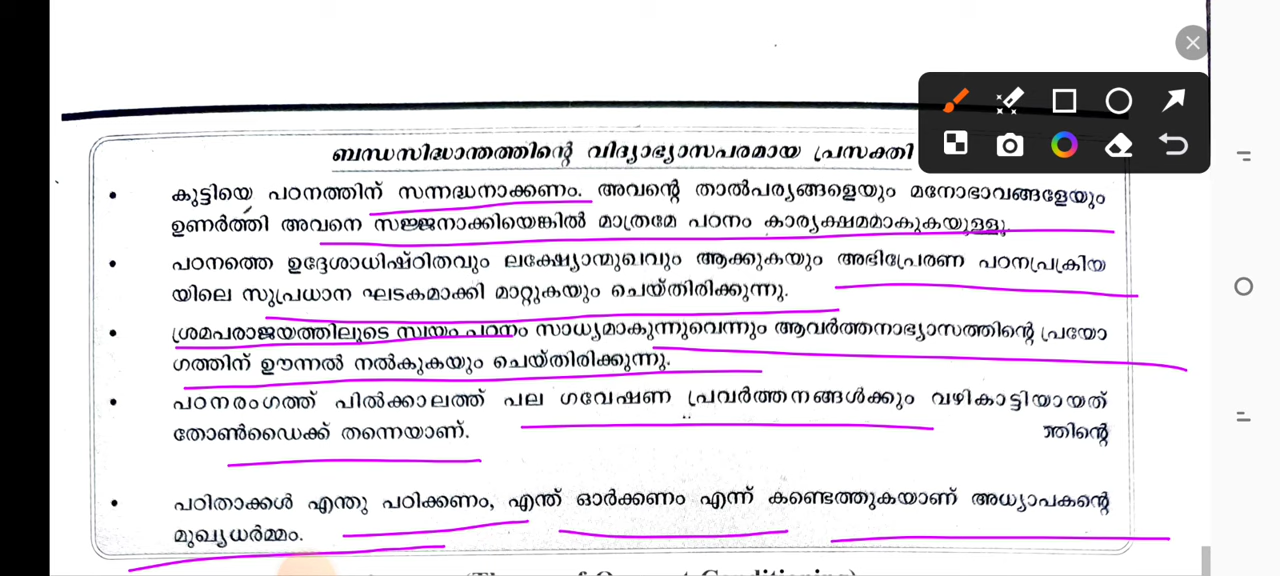 ബന്ധസിദ്ധാന്തത്തിന്റെ വിദ്യാഭ്യാസപരമായ പ്രസക്തി
• കുട്ടിയെ പഠനത്തിന് സന്നദ്ധനാക്കണം. അവന്റെ താൽപര്യങ്ങളെയും മനോഭാവങ്ങളേയും
ഉണർത്തി അവനെ സജ്ജനാക്കിയെങ്കിൽ മാത്രമേ പഠനം കാര്യക്ഷമമാകുകയുള്ളൂ.
• പഠനത്തെ ഉദ്ദേശാധിഷ്ഠിതവും ലക്ഷ്യോന്മുഖവും ആക്കുകയും അഭിപ്രേരണ പഠനപ്രക്രിയ
യിലെ സുപ്രധാന ഘടകമാക്കി മാറ്റുകയും ചെയ്തിരിക്കുന്നു.
• ശ്രമപരാജയത്തിലൂടെ സ്വയം പഠനം സാധ്യമാകുന്നുവെന്നും ആവർത്തനാഭ്യാസത്തിന്റെ പ്രയോ
ഗത്തിന് ഊന്നൽ നൽകുകയും ചെയ്തിരിക്കുന്നു.
• പഠനരംഗത്ത് പിൽക്കാലത്ത് പല ഗവേഷണ പ്രവർത്തനങ്ങൾക്കും വഴികാട്ടിയായത്
തോൺഡൈക്ക് തന്നെയാണ്. ത്തിന്റെ
• പഠിതാക്കൾ എന്തു പഠിക്കണം, എന്ത് ഓർക്കണം എന്ന് കണ്ടെത്തുകയാണ് അധ്യാപകന്റെ
മുഖ്യധർമ്മം.